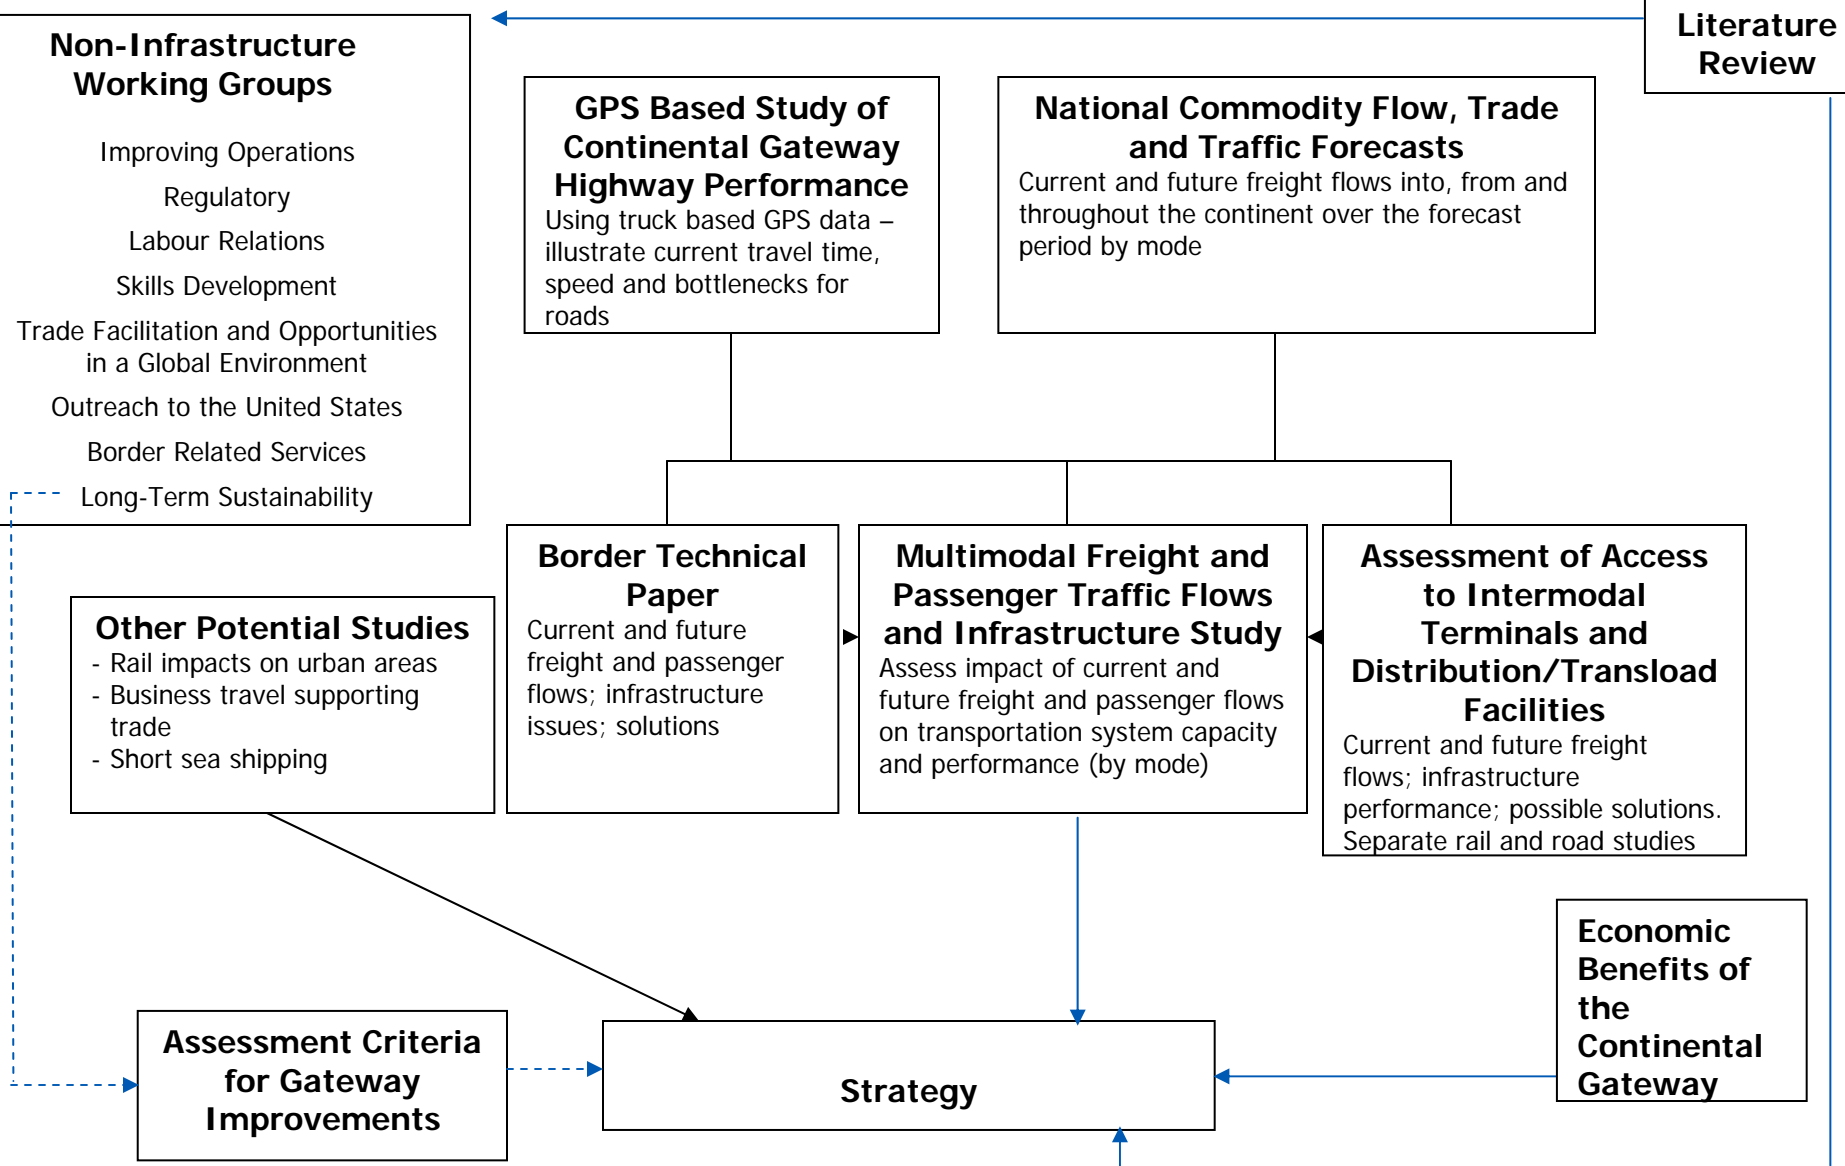 Literature
Review
Non-Infrastructure
Working Groups
Improving Operations
Regulatory
Labour Relations
Skills Development
Trade Facilitation and Opportunities
in a Global Environment
Outreach to the United States
Border Related Services
Long-Term Sustainability
GPS Based Study of
Continental Gateway
Highway Performance
Using truck based GPS data –
illustrate current travel time,
speed and bottlenecks for
roads
National Commodity Flow, Trade
and Traffic Forecasts
Current and future freight flows into, from and
throughout the continent over the forecast
period by mode
Other Potential Studies
- Rail impacts on urban areas
- Business travel supporting
trade
- Short sea shipping
Border Technical
Paper
Current and future
freight and passenger
flows; infrastructure
issues; solutions
Multimodal Freight and
Passenger Traffic Flows
and Infrastructure Study
Assess impact of current and
future freight and passenger flows
on transportation system capacity
and performance (by mode)
Assessment of Access
to Intermodal
Terminals and
Distribution/Transload
Facilities
Current and future freight
flows; infrastructure
performance; possible solutions.
Separate rail and road studies
Economic
Benefits of
the
Continental
Gateway
Assessment Criteria
for Gateway
Improvements
Strategy